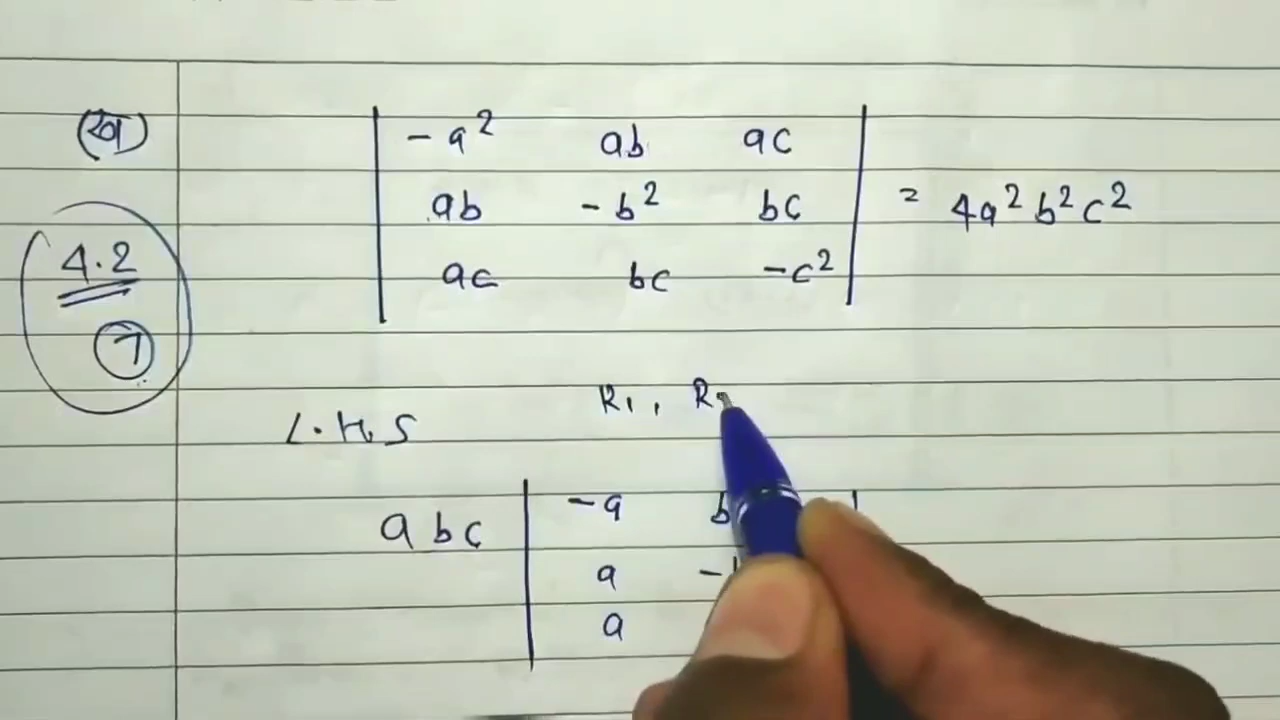 (ख)
-a² ab ac
ab -b² bc = 4a²b²c²
ac bc -c²
4.2
7
R₁, R
L.H.S
abc -a b
a -
a